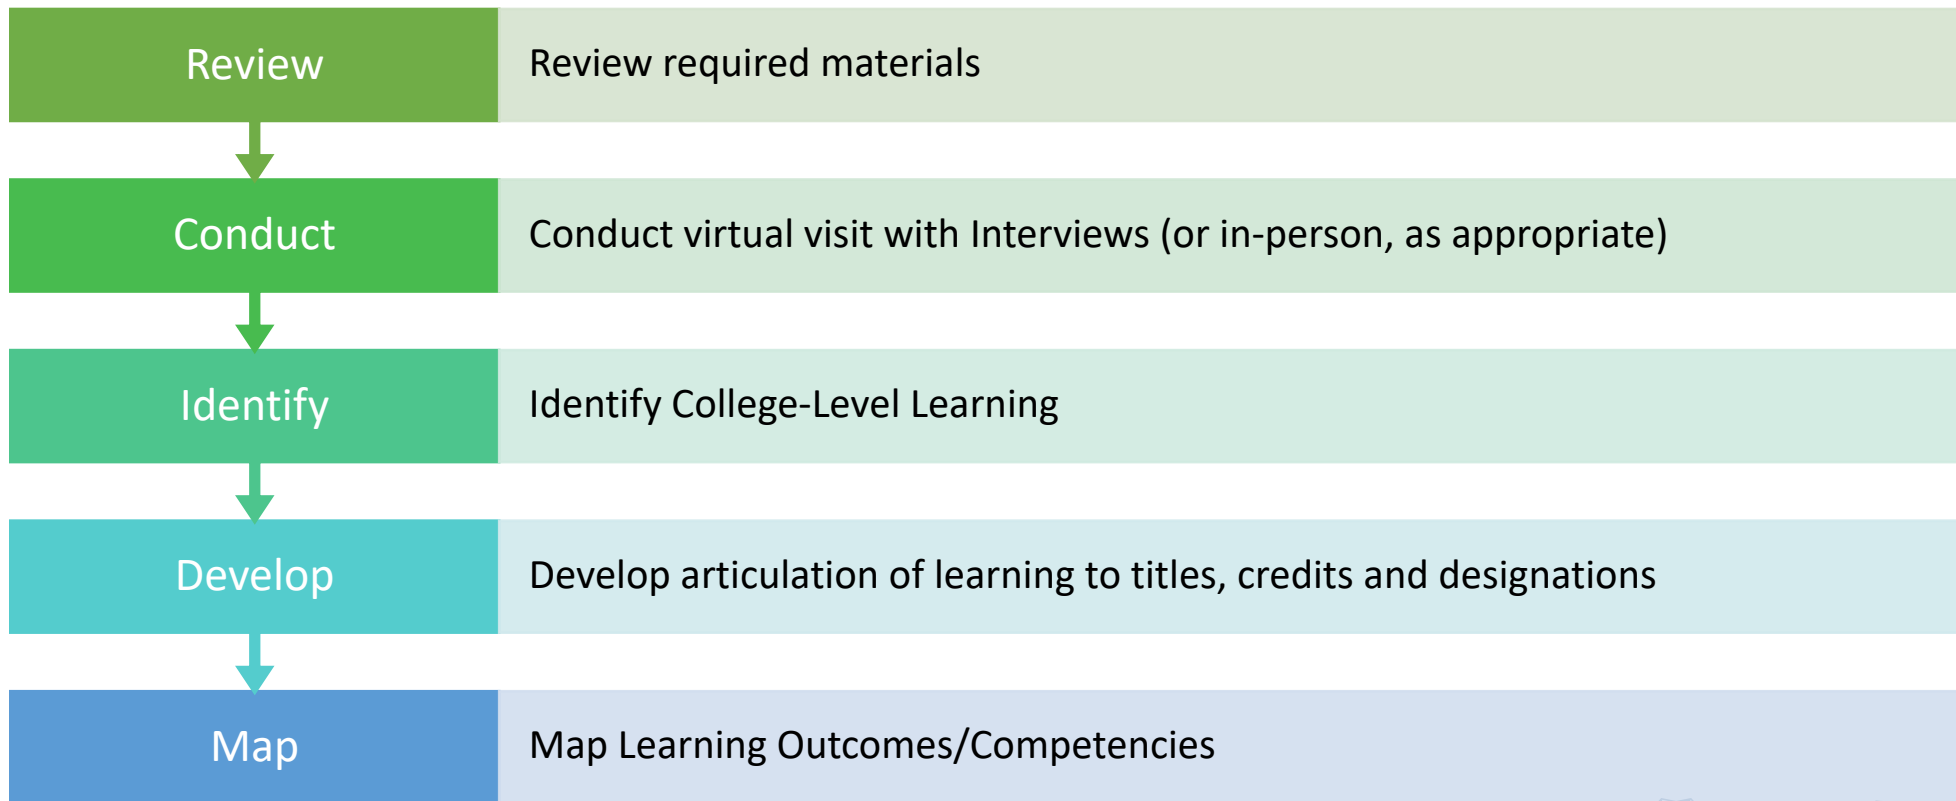 Review
Review required materials
Conduct
Conduct virtual visit with Interviews (or in-person, as appropriate)
Identify
Identify College-Level Learning
Develop
Develop articulation of learning to titles, credits and designations
Map
Map Learning Outcomes/Competencies